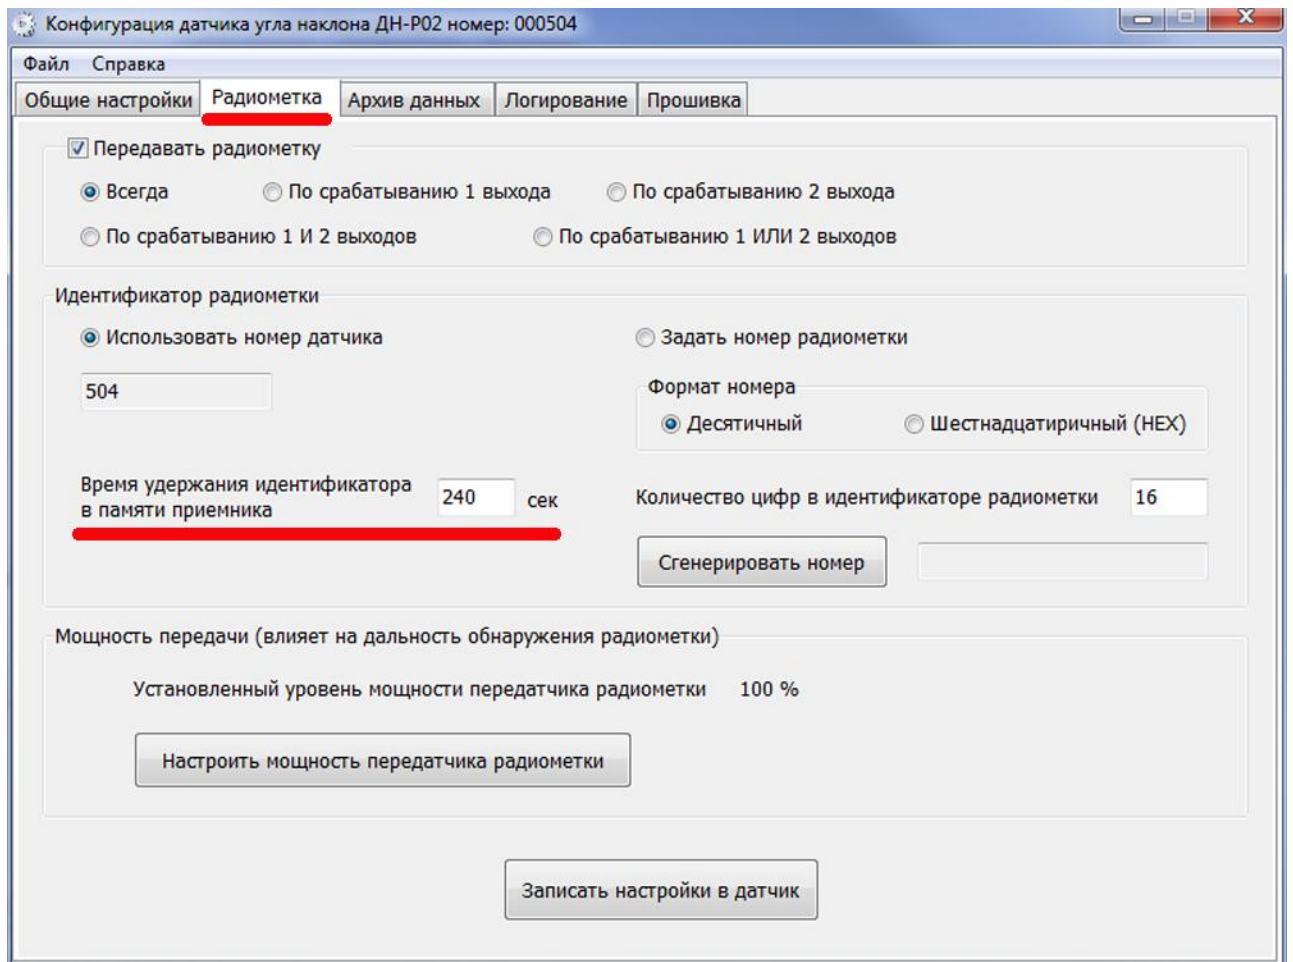 Конфигурация датчика угла наклона ДН-Р02 номер: 000504
Файл Справка
Общие настройки Радиометка Архив данных Логирование Прошивка
Передавать радиометку
Всегда По срабатыванию 1 выхода По срабатыванию 2 выхода
По срабатыванию 1 И 2 выходов По срабатыванию 1 ИЛИ 2 выходов
Идентификатор радиометки
Использовать номер датчика Задать номер радиометки
504
Формат номера
Десятичный Шестнадцатиричный (HEX)
Время удержания идентификатора
в памяти приемника
240 сек
Количество цифр в идентификаторе радиометки 16
Сгенерировать номер
Мощность передачи (влияет на дальность обнаружения радиометки)
Установленный уровень мощности передатчика радиометки 100 %
Настроить мощность передатчика радиометки
Записать настройки в датчик